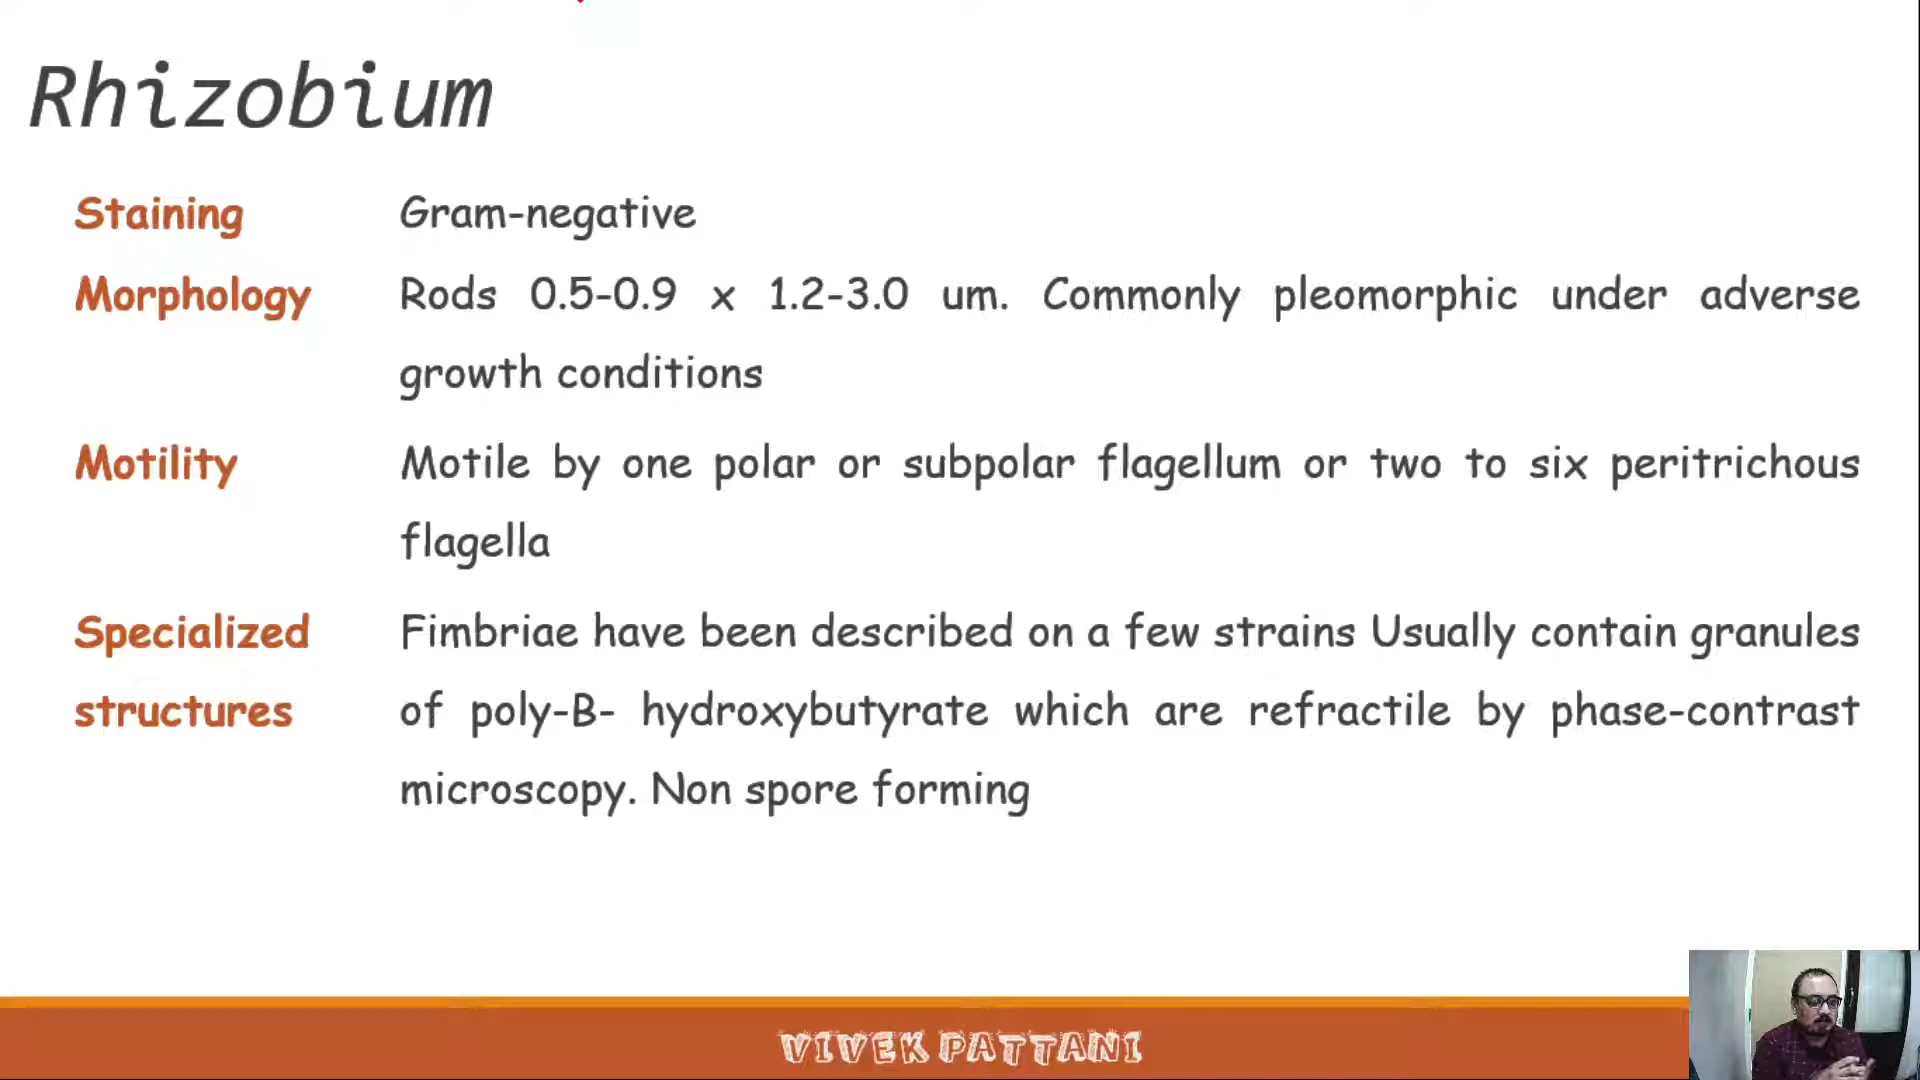 Rhizobium
Staining Gram-negative
Morphology Rods 0.5-0.9 x 1.2-3.0 um. Commonly pleomorphic under adverse
growth conditions
Motility Motile by one polar or subpolar flagellum or two to six peritrichous
flagella
Specialized Fimbriae have been described on a few strains Usually contain granules
structures of poly-B- hydroxybutyrate which are refractile by phase-contrast
microscopy. Non spore forming
VIVEK PATTANI